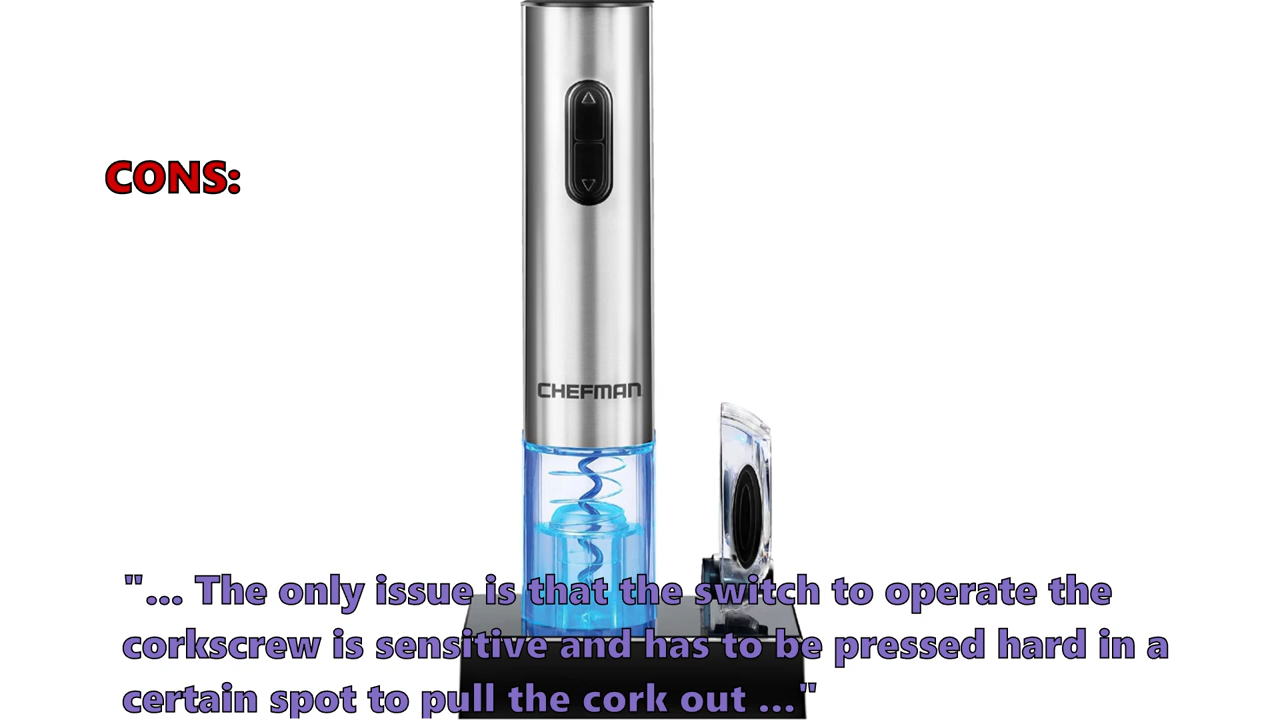 CONS:
CHEFMAN
"... The only issue is that the switch to operate the
corkscrew is sensitive and has to be pressed hard in a
certain spot to pull the cork out ..."